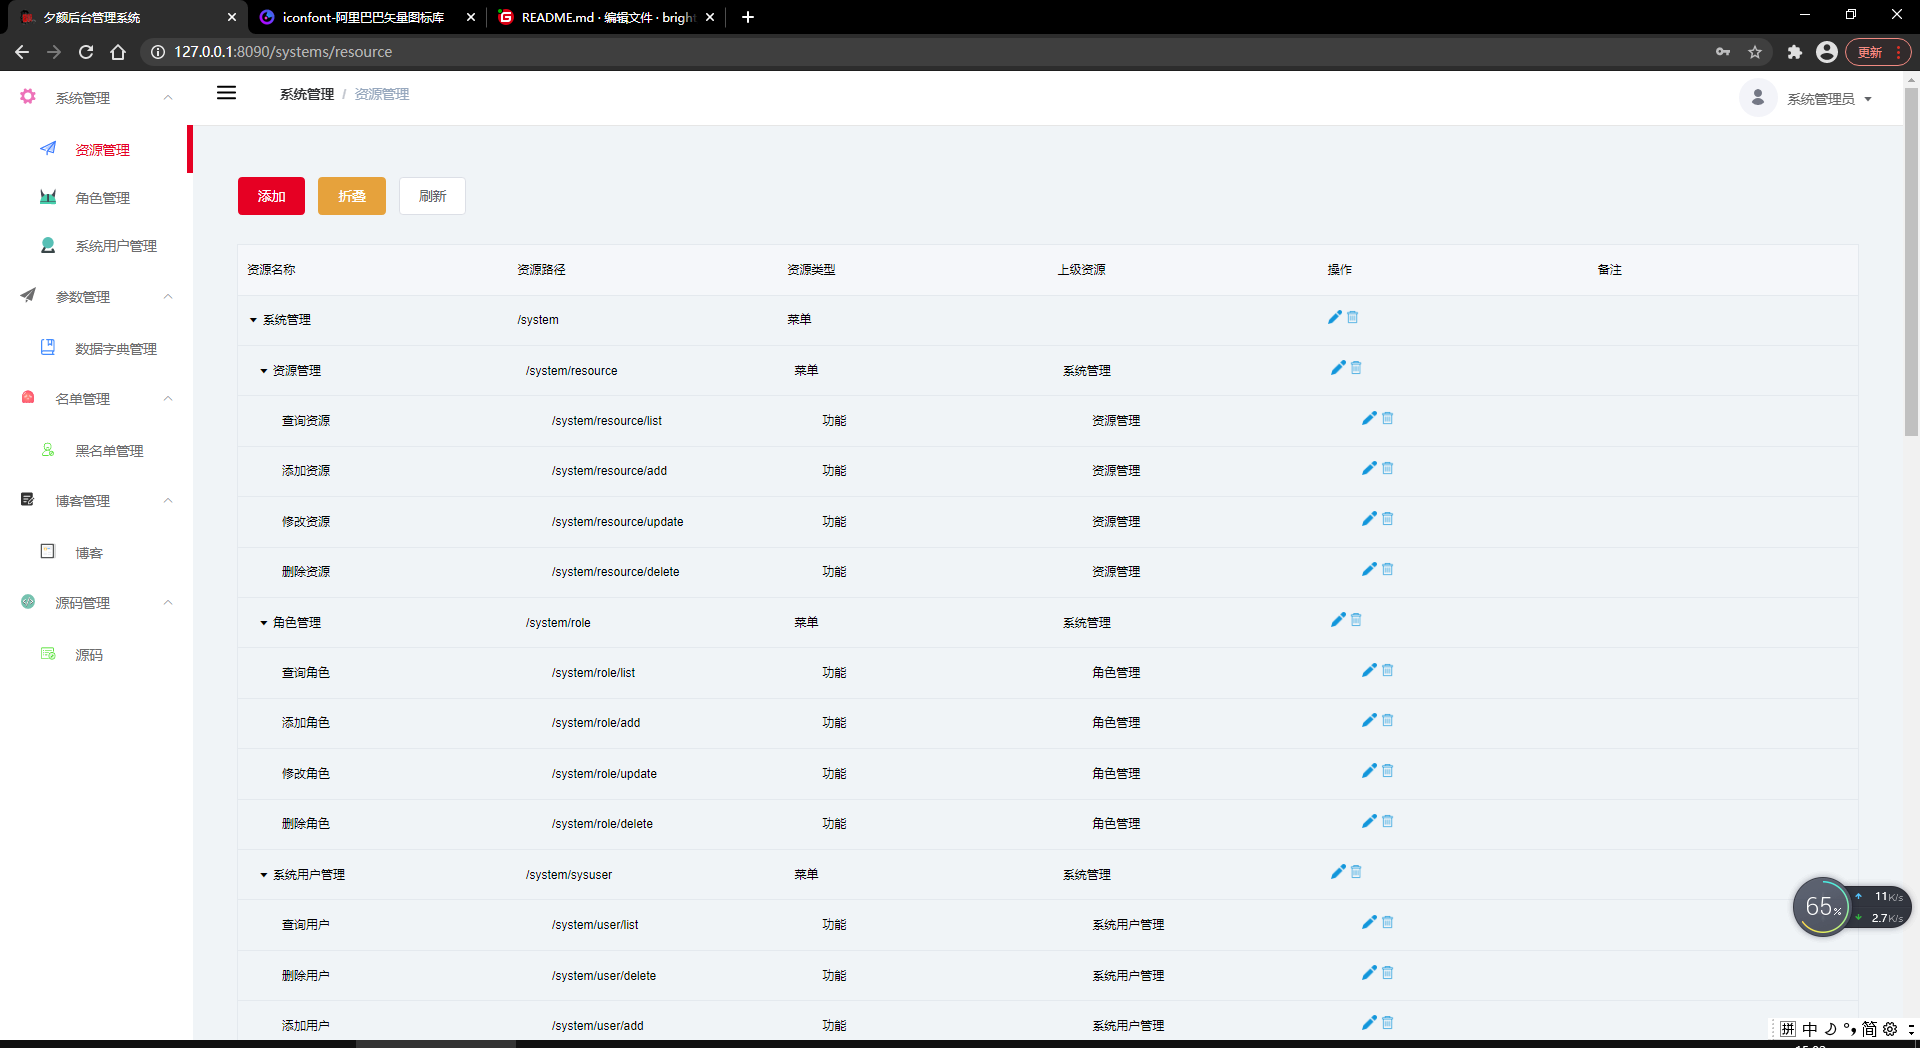 夕颜后台管理系统
iconfont-阿里巴巴矢量图标库
README.md · 编辑文件 · brigh
127.0.0.1:8090/systems/resource
更新
系统管理
资源管理
角色管理
系统用户管理
参数管理
数据字典管理
名单管理
黑名单管理
博客管理
博客
源码管理
源码
系统管理 / 资源管理
系统管理员
添加 折叠 刷新
资源名称 资源路径 资源类型 上级资源 操作 备注
系统管理 /system 菜单
资源管理 /system/resource 菜单 系统管理
查询资源 /system/resource/list 功能 资源管理
添加资源 /system/resource/add 功能 资源管理
修改资源 /system/resource/update 功能 资源管理
删除资源 /system/resource/delete 功能 资源管理
角色管理 /system/role 菜单 系统管理
查询角色 /system/role/list 功能 角色管理
添加角色 /system/role/add 功能 角色管理
修改角色 /system/role/update 功能 角色管理
删除角色 /system/role/delete 功能 角色管理
系统用户管理 /system/sysuser 菜单 系统管理
查询用户 /system/user/list 功能 系统用户管理
删除用户 /system/user/delete 功能 系统用户管理
添加用户 /system/user/add 功能 系统用户管理
65%
11K/s
2.7K/s
拼 中 简